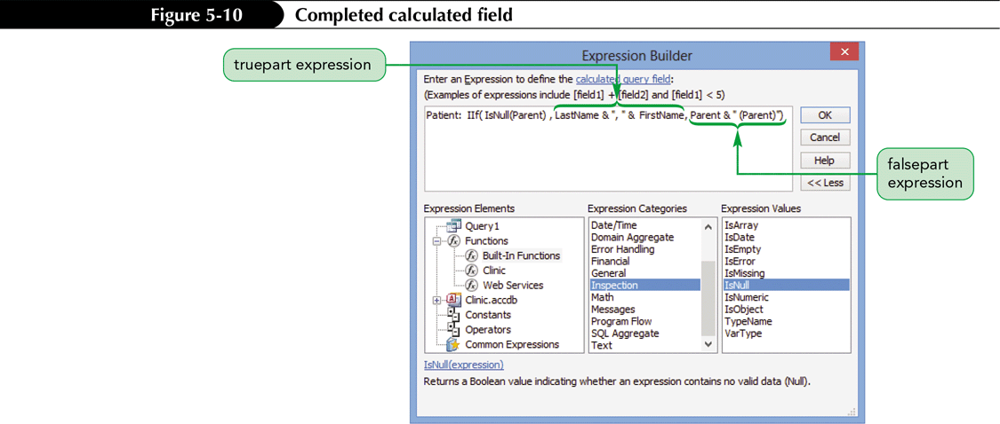 Figure 5-10 Completed calculated field
truepart expression
Expression Builder
Enter an Expression to define the calculated query field:
(Examples of expressions include [field1] + [field2] and [field1] < 5)
Patient: IIf( IsNull(Parent) , LastName & ", " & FirstName, Parent & " (Parent)")
OK
Cancel
Help
<< Less
falsepart
expression
Expression Elements
Query1
Functions
Built-In Functions
Clinic
Web Services
Clinic.accdb
Constants
Operators
Common Expressions
Expression Categories
Date/Time
Domain Aggregate
Error Handling
Financial
General
Inspection
Math
Messages
Program Flow
SQL Aggregate
Text
Expression Values
IsArray
IsDate
IsEmpty
IsError
IsMissing
IsNull
IsNumeric
IsObject
TypeName
VarType
IsNull(expression)
Returns a Boolean value indicating whether an expression contains no valid data (Null).